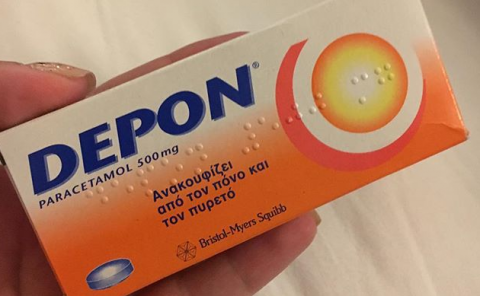 DEPON®
PARACETAMOL 500mg
Ανακουφίζει
από τον πόνο και
τον πυρετό
Bristol-Myers Squibb